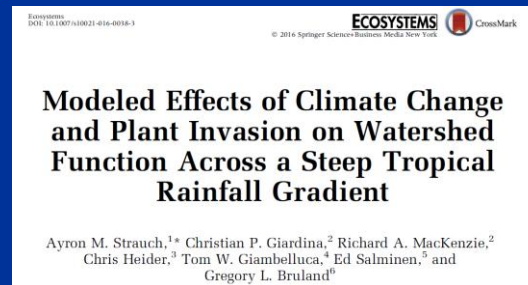 Ecosystems
DOI: 10.1007/s10021-016-0038-3
ECOSYSTEMS
© 2016 Springer Science+Business Media New York
CrossMark
Modeled Effects of Climate Change
and Plant Invasion on Watershed
Function Across a Steep Tropical
Rainfall Gradient
Ayron M. Strauch,¹* Christian P. Giardina,² Richard A. MacKenzie,²
Chris Heider,³ Tom W. Giambelluca,⁴ Ed Salminen,⁵ and
Gregory L. Bruland⁶